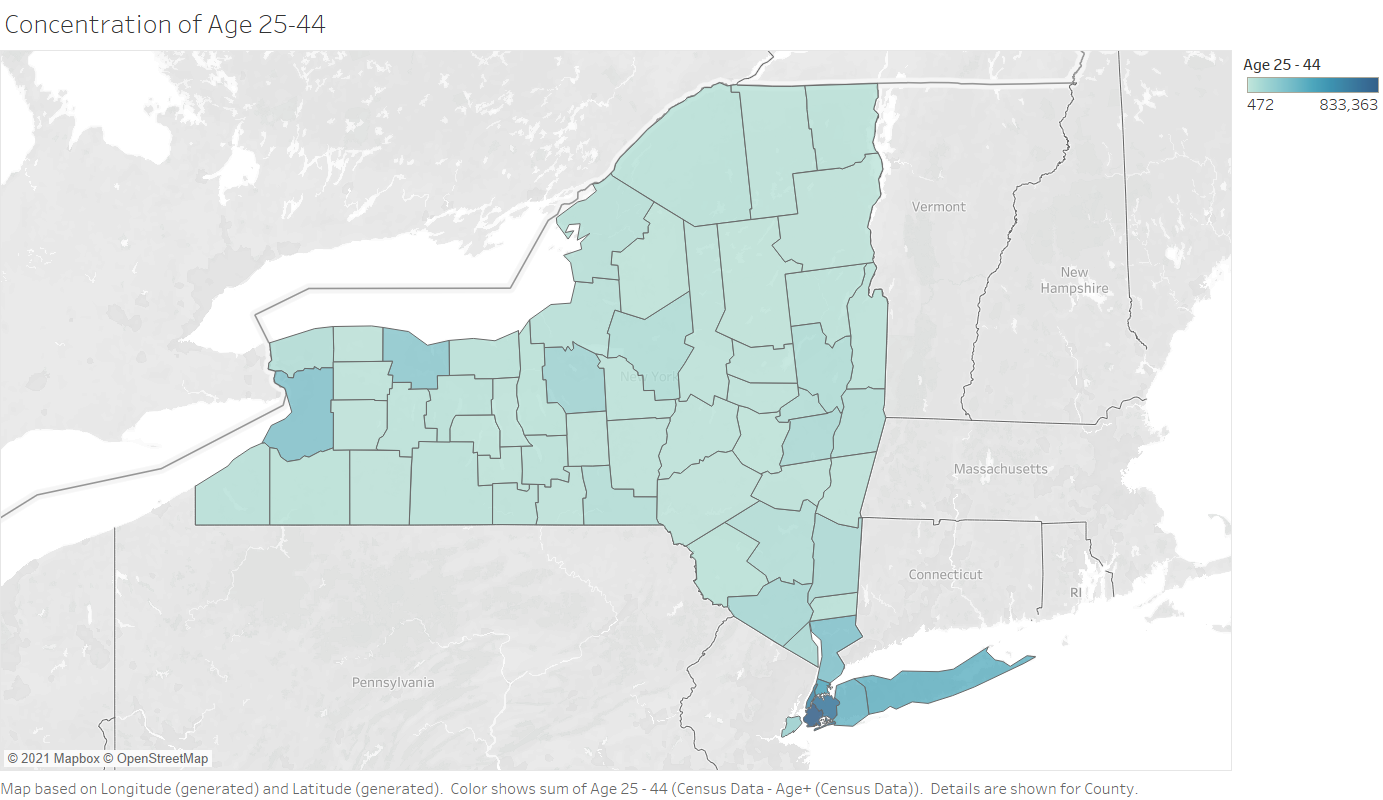 Concentration of Age 25-44
Age 25 - 44
472 833,363
Vermont
New
Hampshire
New York
Massachusetts
Connecticut
RI
Pennsylvania
© 2021 Mapbox © OpenStreetMap
Map based on Longitude (generated) and Latitude (generated).  Color shows sum of Age 25 - 44 (Census Data - Age+ (Census Data)).  Details are shown for County.